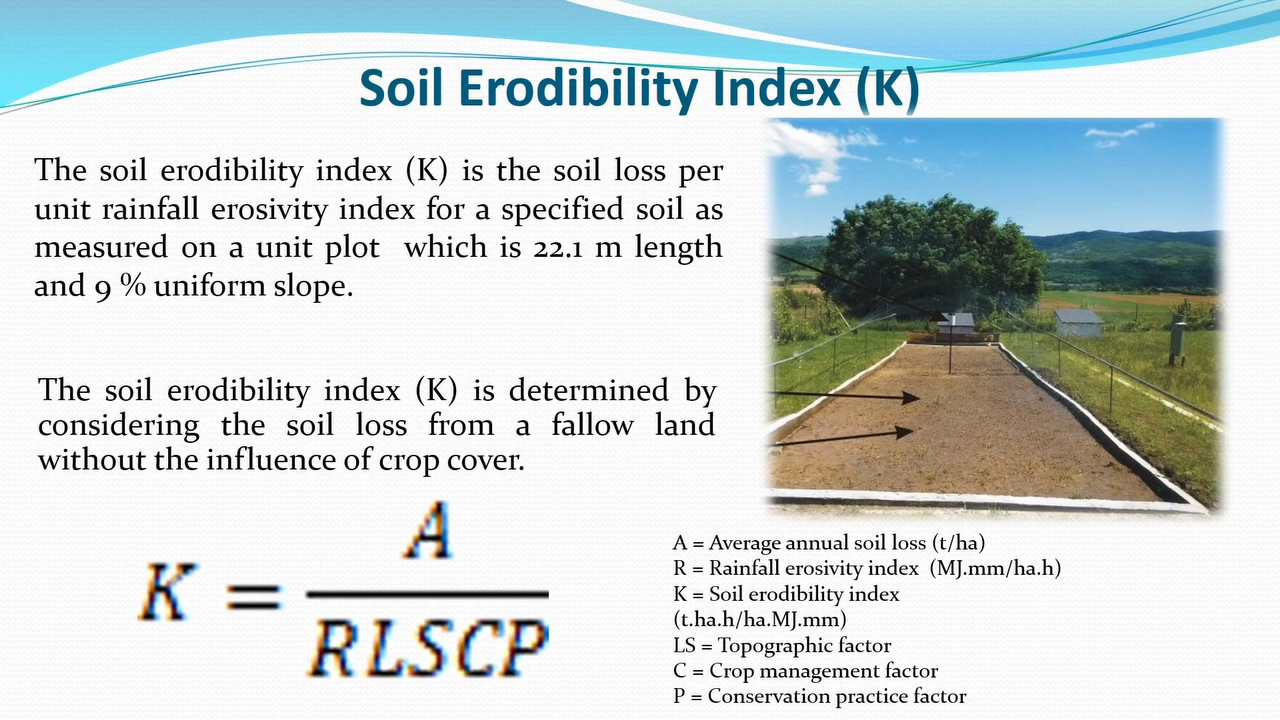 Soil Erodibility Index (K)
The soil erodibility index (K) is the soil loss per
unit rainfall erosivity index for a specified soil as
measured on a unit plot which is 22.1 m length
and 9 % uniform slope.
The soil erodibility index (K) is determined by
considering the soil loss from a fallow land
without the influence of crop cover.
K = A / RLSCP
A = Average annual soil loss (t/ha)
R = Rainfall erosivity index (MJ.mm/ha.h)
K = Soil erodibility index
(t.ha.h/ha.MJ.mm)
LS = Topographic factor
C = Crop management factor
P = Conservation practice factor